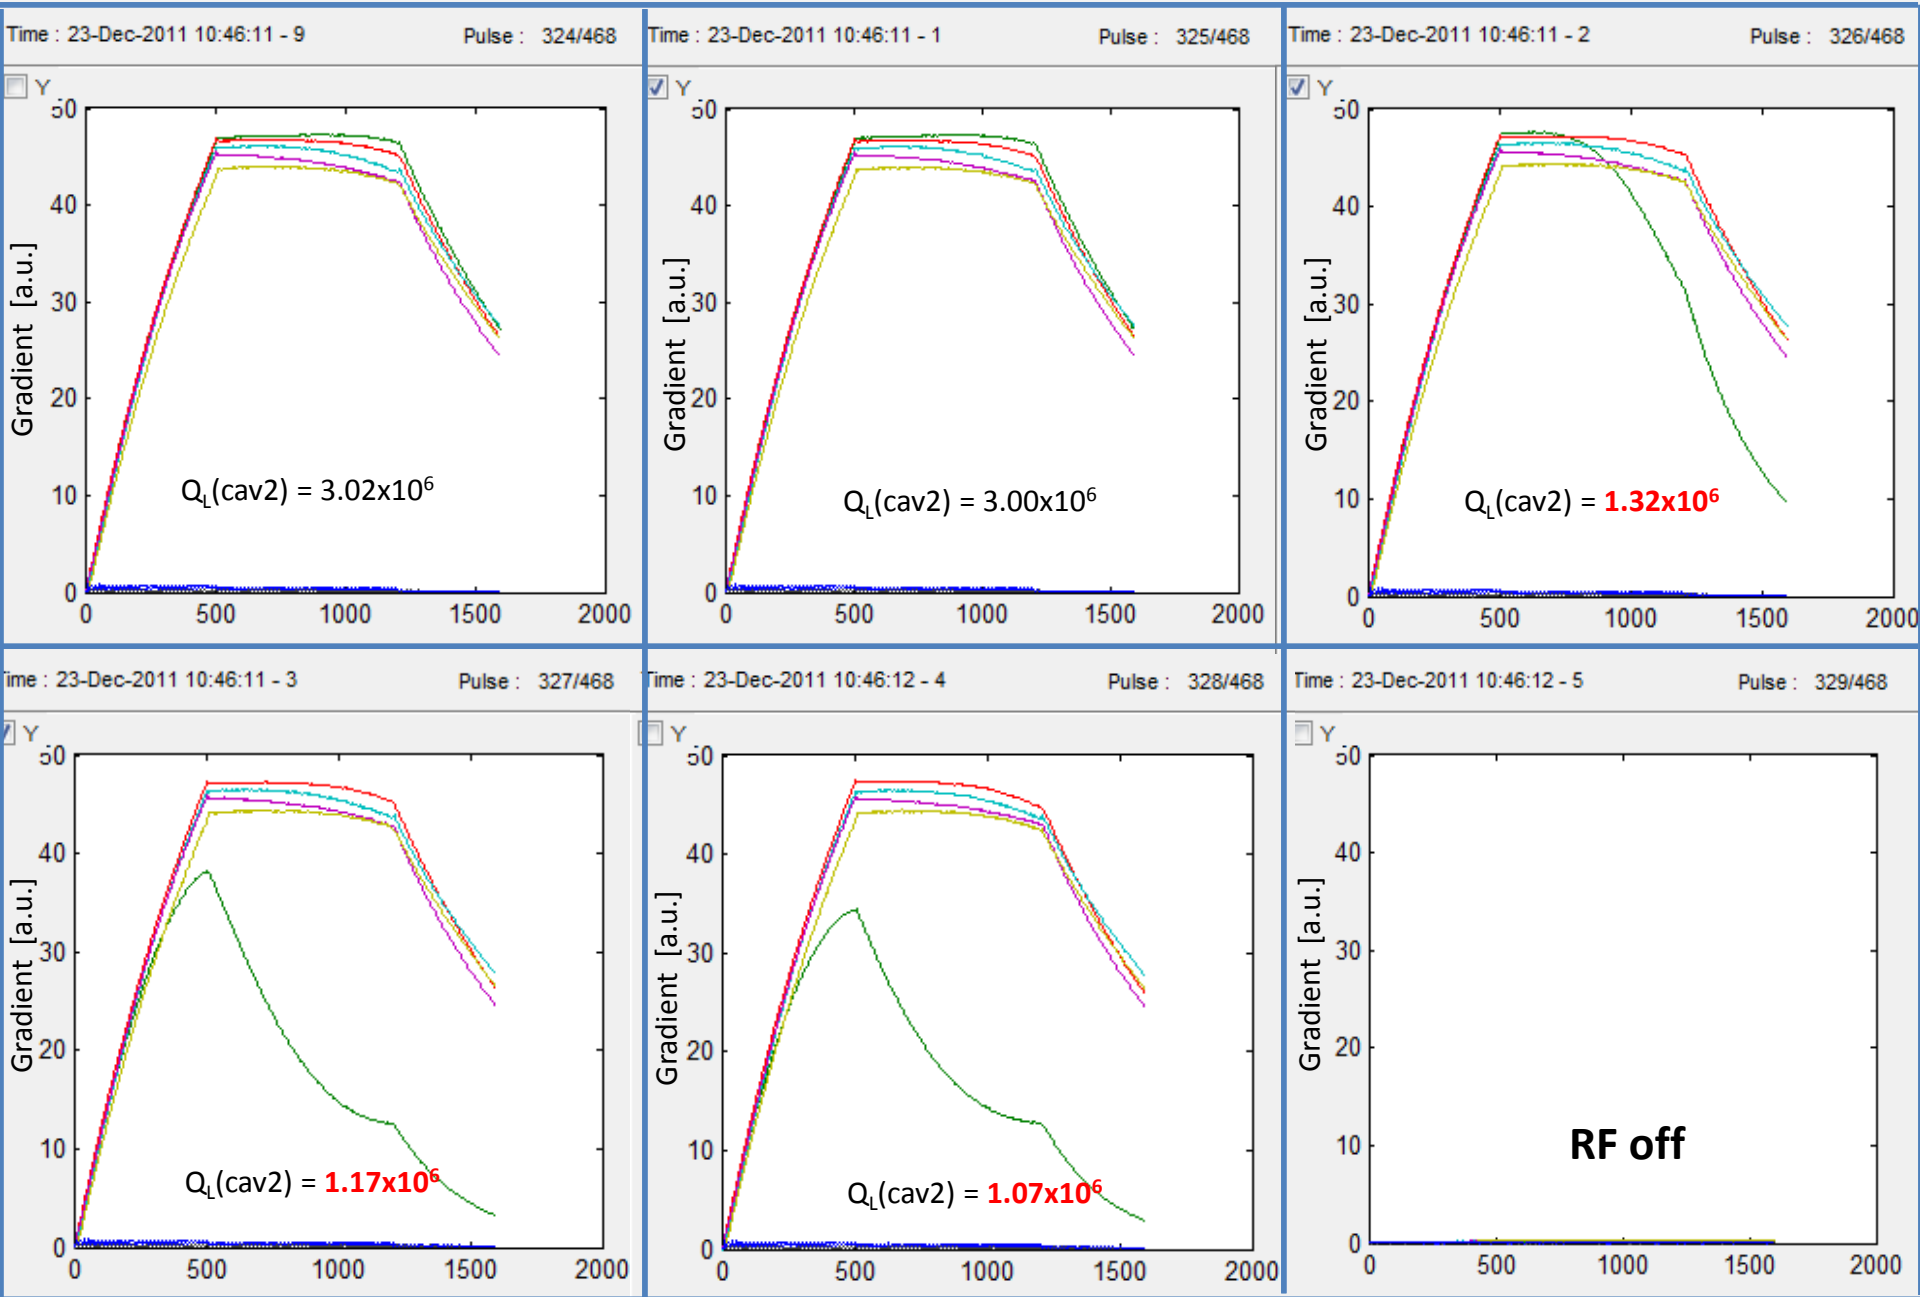 Time : 23-Dec-2011 10:46:11 - 9 Pulse : 324/468
Y
50
40
30
20
10
0
0 500 1000 1500 2000
Gradient [a.u.]
Q_L(cav2) = 3.02x10⁶
Time : 23-Dec-2011 10:46:11 - 1 Pulse : 325/468
Y
50
40
30
20
10
0
0 500 1000 1500 2000
Gradient [a.u.]
Q_L(cav2) = 3.00x10⁶
Time : 23-Dec-2011 10:46:11 - 2 Pulse : 326/468
Y
50
40
30
20
10
0
0 500 1000 1500 2000
Gradient [a.u.]
Q_L(cav2) = 1.32x10⁶
ime : 23-Dec-2011 10:46:11 - 3 Pulse : 327/468
Y
50
40
30
20
10
0
0 500 1000 1500 2000
Gradient [a.u.]
Q_L(cav2) = 1.17x10⁶
Time : 23-Dec-2011 10:46:12 - 4 Pulse : 328/468
Y
50
40
30
20
10
0
0 500 1000 1500 2000
Gradient [a.u.]
Q_L(cav2) = 1.07x10⁶
Time : 23-Dec-2011 10:46:12 - 5 Pulse : 329/468
Y
50
40
30
20
10
0
0 500 1000 1500 2000
Gradient [a.u.]
RF off